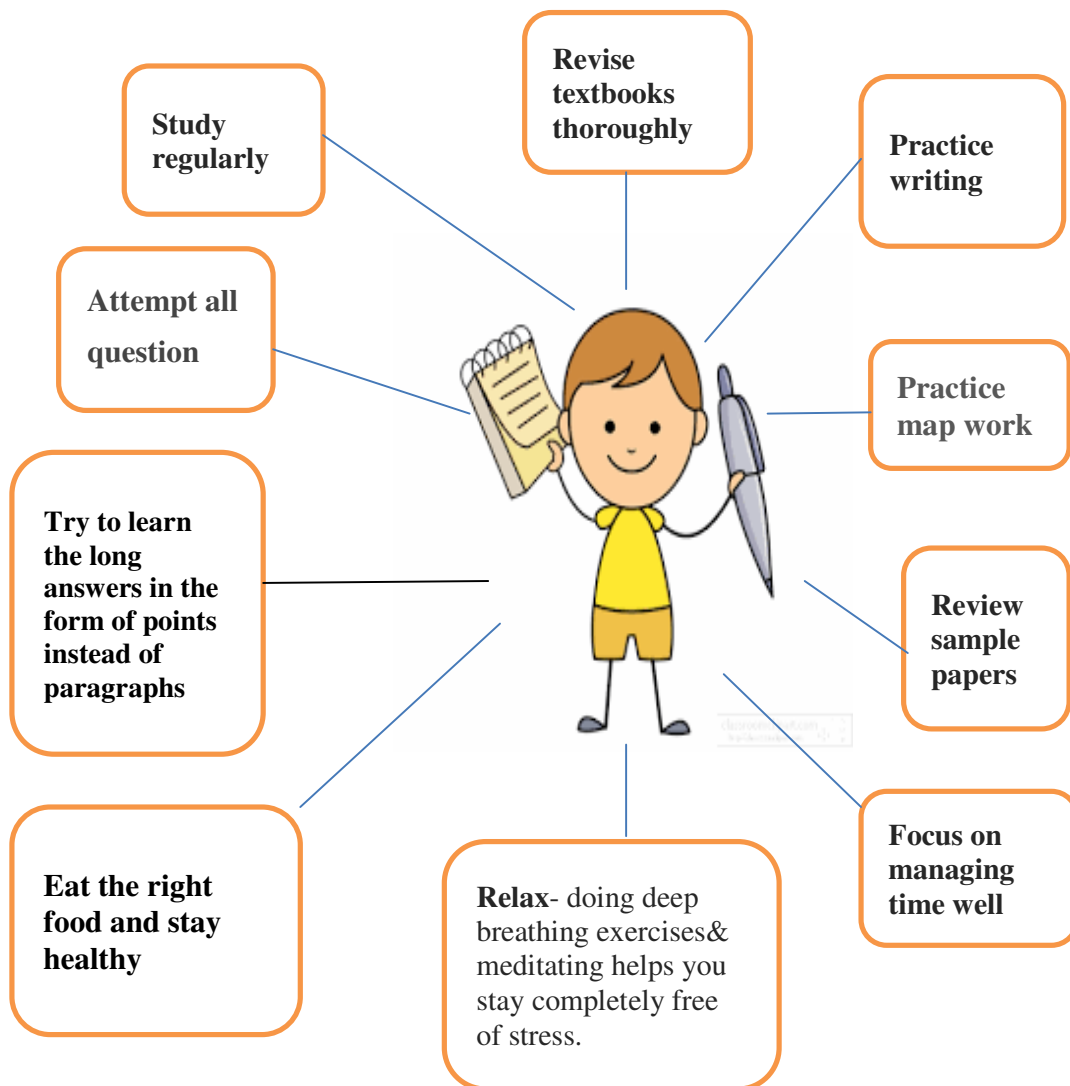 Revise
textbooks
thoroughly
Study
regularly
Practice
writing
Attempt all
question
Practice
map work
Try to learn
the long
answers in the
form of points
instead of
paragraphs
Review
sample
papers
Focus on
managing
time well
Eat the right
food and stay
healthy
Relax- doing deep
breathing exercises&
meditating helps you
stay completely free
of stress.